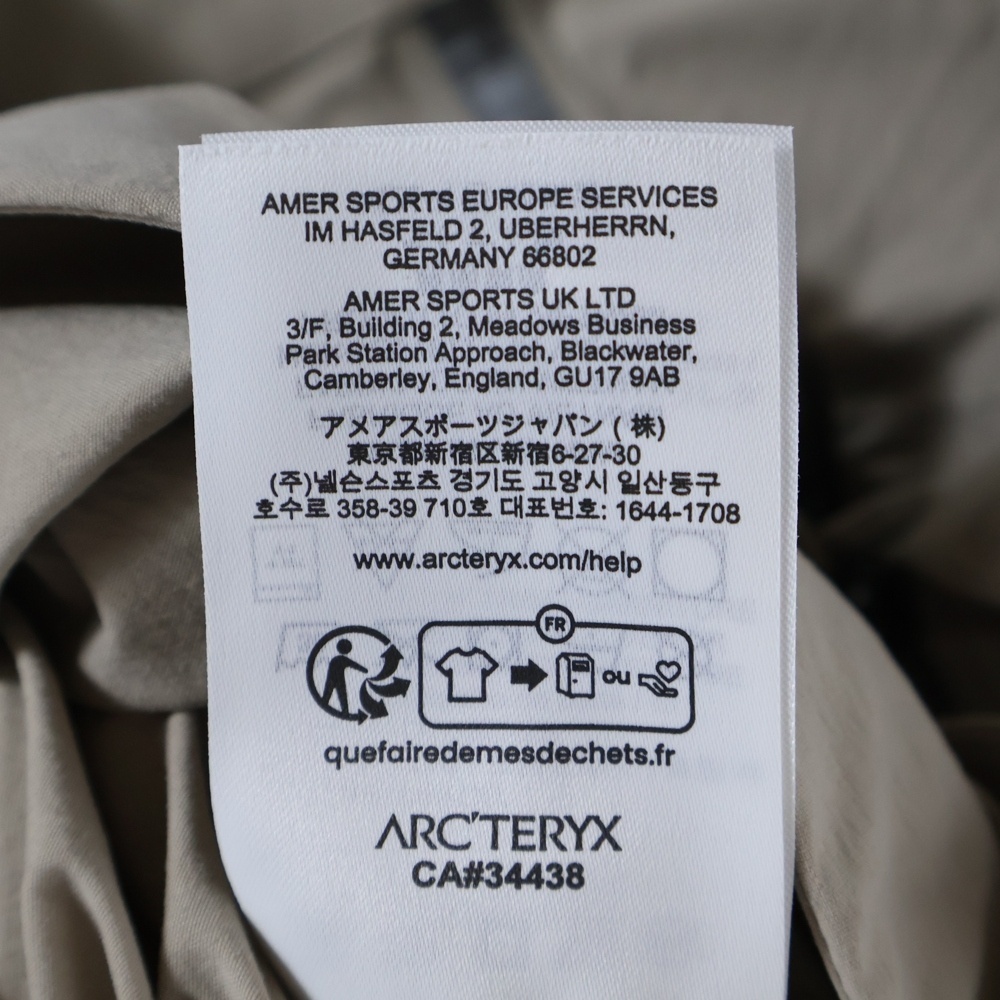 AMER SPORTS EUROPE SERVICES
IM HASFELD 2, UBERHERRN,
GERMANY 66802
AMER SPORTS UK LTD
3/F, Building 2, Meadows Business
Park Station Approach, Blackwater,
Camberley, England, GU17 9AB
アメアスポーツジャパン ( 株)
東京都新宿区新宿6-27-30
(주)넬슨스포츠 경기도 고양시 일산동구
호수로 358-39 710호 대표번호: 1644-1708
www.arcteryx.com/help
FR
ou
quefairedemesdechets.fr
ARC'TERYX
CA#34438